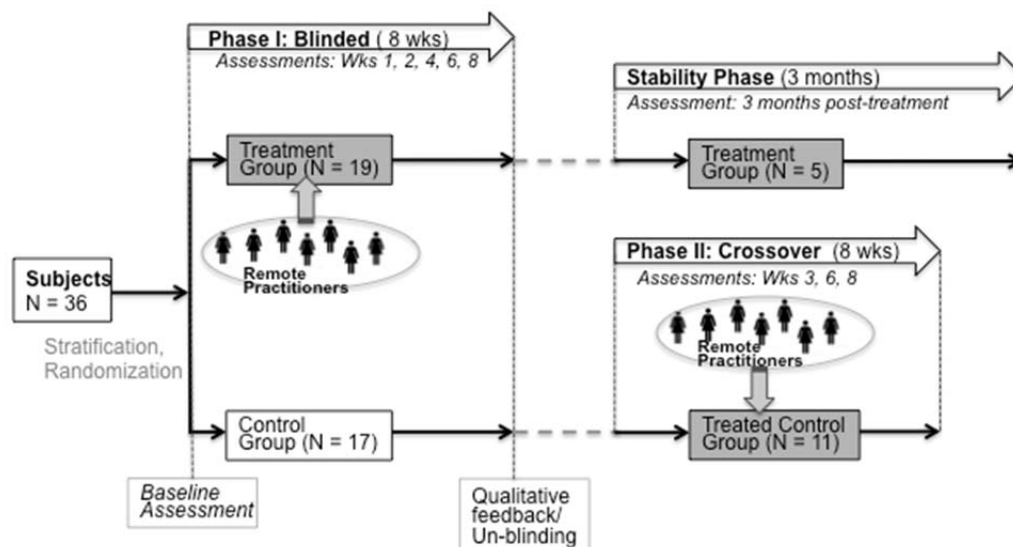 Phase I: Blinded ( 8 wks)
Assessments: Wks 1, 2, 4, 6, 8
Stability Phase (3 months)
Assessment: 3 months post-treatment
Treatment
Group (N = 19)
Treatment
Group (N = 5)
Remote
Practitioners
Phase II: Crossover (8 wks)
Assessments: Wks 3, 6, 8
Subjects
N = 36
Remote
Practitioners
Stratification,
Randomization
Control
Group (N = 17)
Treated Control
Group (N = 11)
Baseline
Assessment
Qualitative
feedback/
Un-blinding